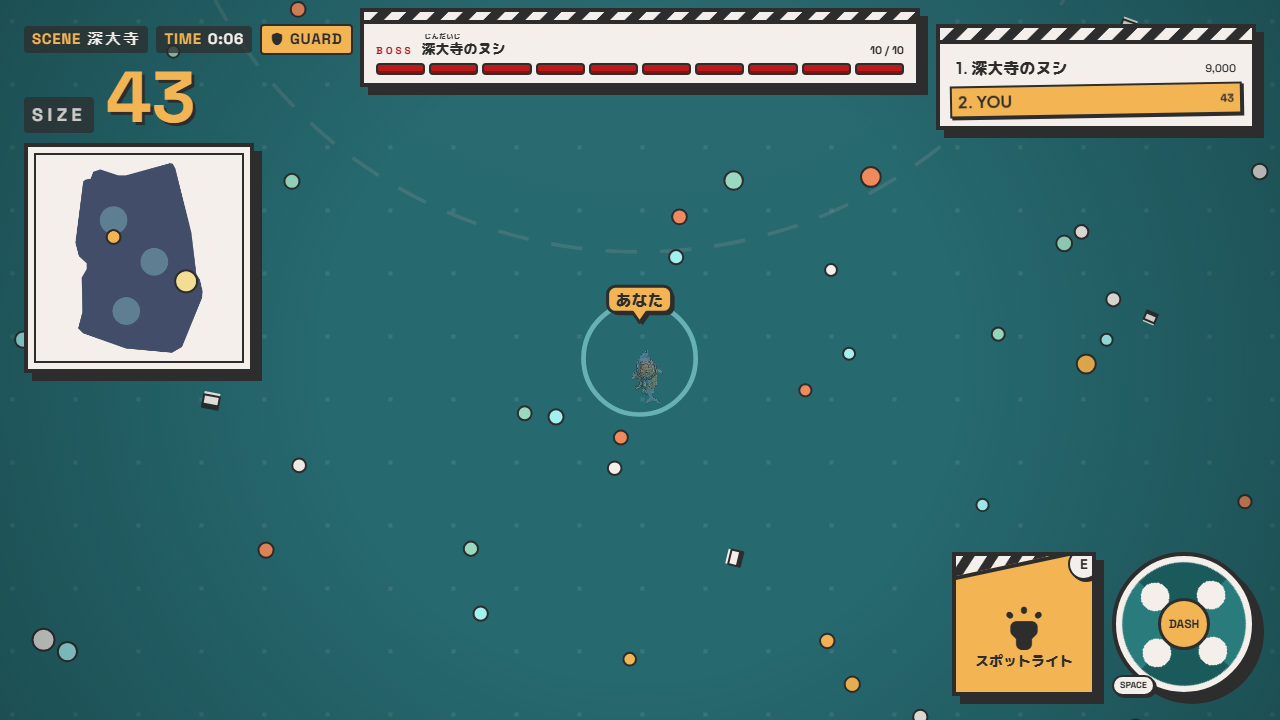 SCENE 深大寺
TIME 0:06
GUARD
SIZE 43
じんだいじ
BOSS 深大寺のヌシ
10 / 10
1. 深大寺のヌシ 9,000
2. YOU 43
あなた
E
スポットライト
DASH
SPACE